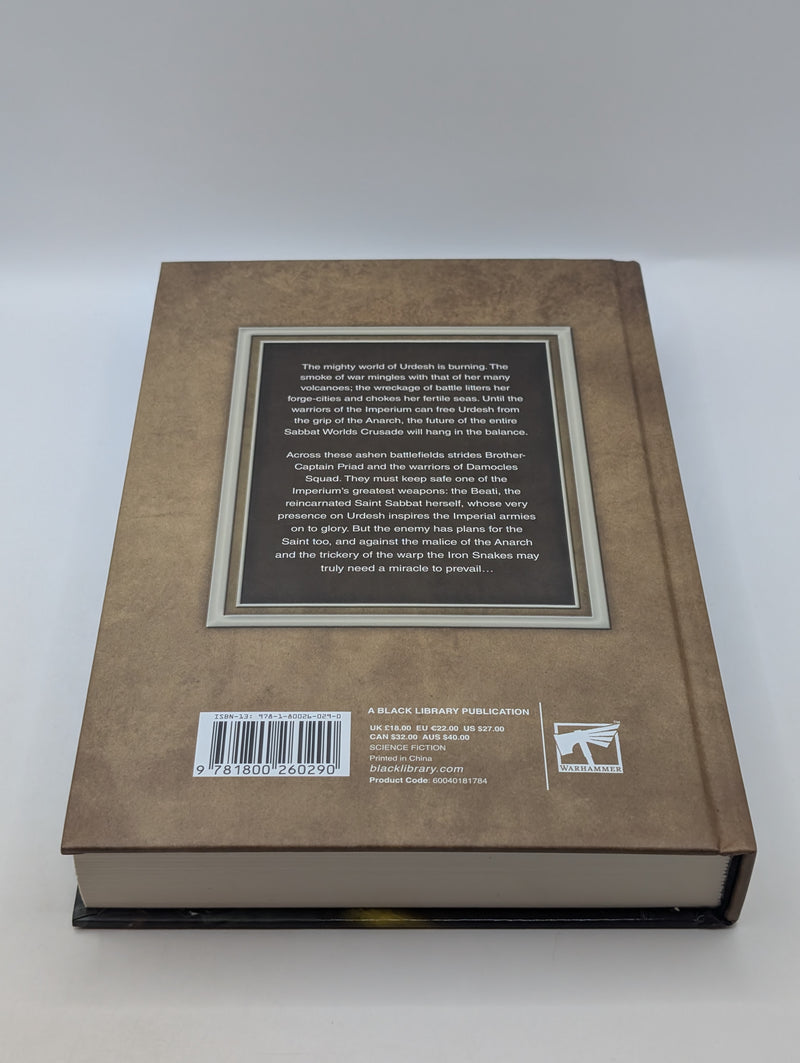 The mighty world of Urdesh is burning. The
smoke of war mingles with that of her many
volcanoes; the wreckage of battle litters her
forge-cities and chokes her fertile seas. Until the
warriors of the Imperium can free Urdesh from
the grip of the Anarch, the future of the entire
Sabbat Worlds Crusade will hang in the balance.
Across these ashen battlefields strides Brother-
Captain Priad and the warriors of Damocles
Squad. They must keep safe one of the
Imperium's greatest weapons: the Beati, the
reincarnated Saint Sabbat herself, whose very
presence on Urdesh inspires the Imperial armies
on to glory. But the enemy has plans for the
Saint too, and against the malice of the Anarch
and the trickery of the warp the Iron Snakes may
truly need a miracle to prevail...
ISBN-13: 978-1-80026-029-0
9 781800 260290
A BLACK LIBRARY PUBLICATION
UK £18.00 EU €22.00 US $27.00
CAN $32.00 AUS $40.00
SCIENCE FICTION
Printed in China
blacklibrary.com
Product Code: 60040181784
WARHAMMER
™